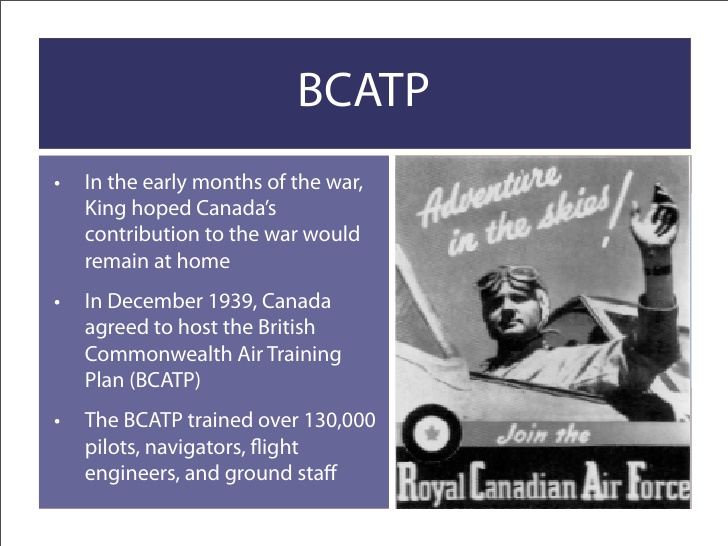 BCATP
• In the early months of the war,
King hoped Canada's
contribution to the war would
remain at home
• In December 1939, Canada
agreed to host the British
Commonwealth Air Training
Plan (BCATP)
• The BCATP trained over 130,000
pilots, navigators, flight
engineers, and ground staff
Adventure
in the skies!
Join the
Royal Canadian Air Force